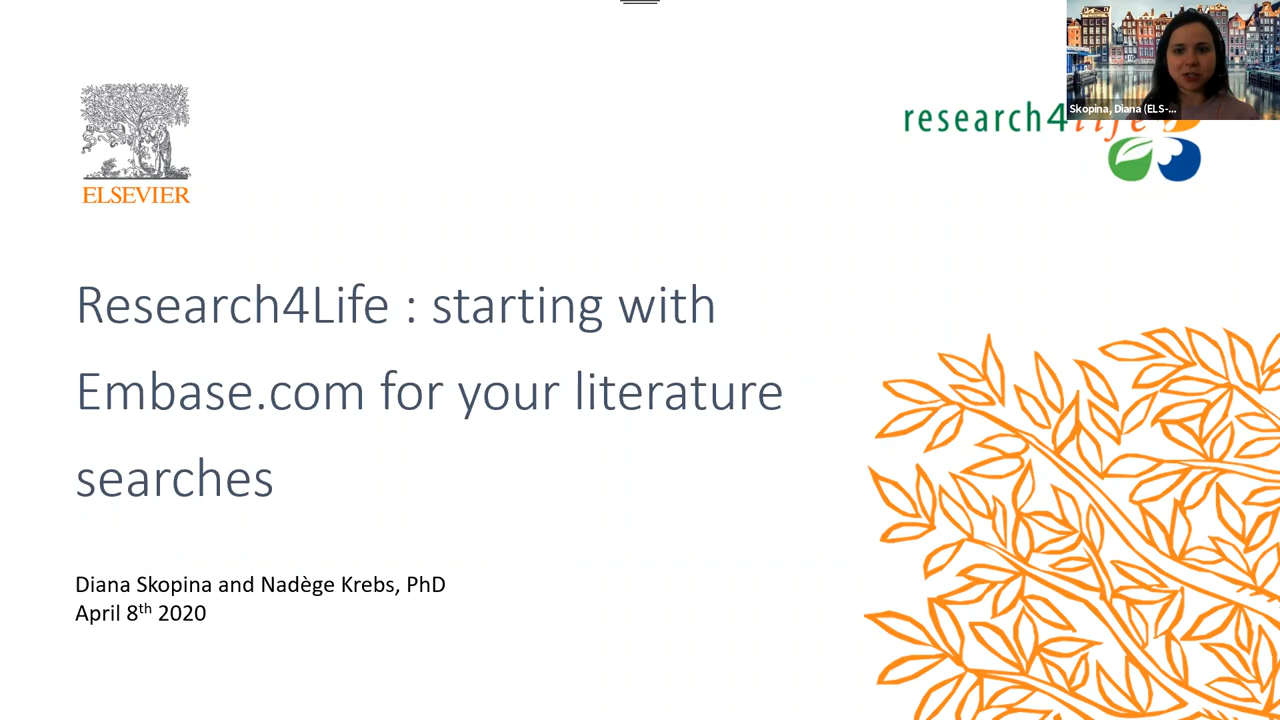 Skopina, Diana (ELS-...
research4life
ELSEVIER
Research4Life : starting with
Embase.com for your literature
searches
Diana Skopina and Nadège Krebs, PhD
April 8th 2020